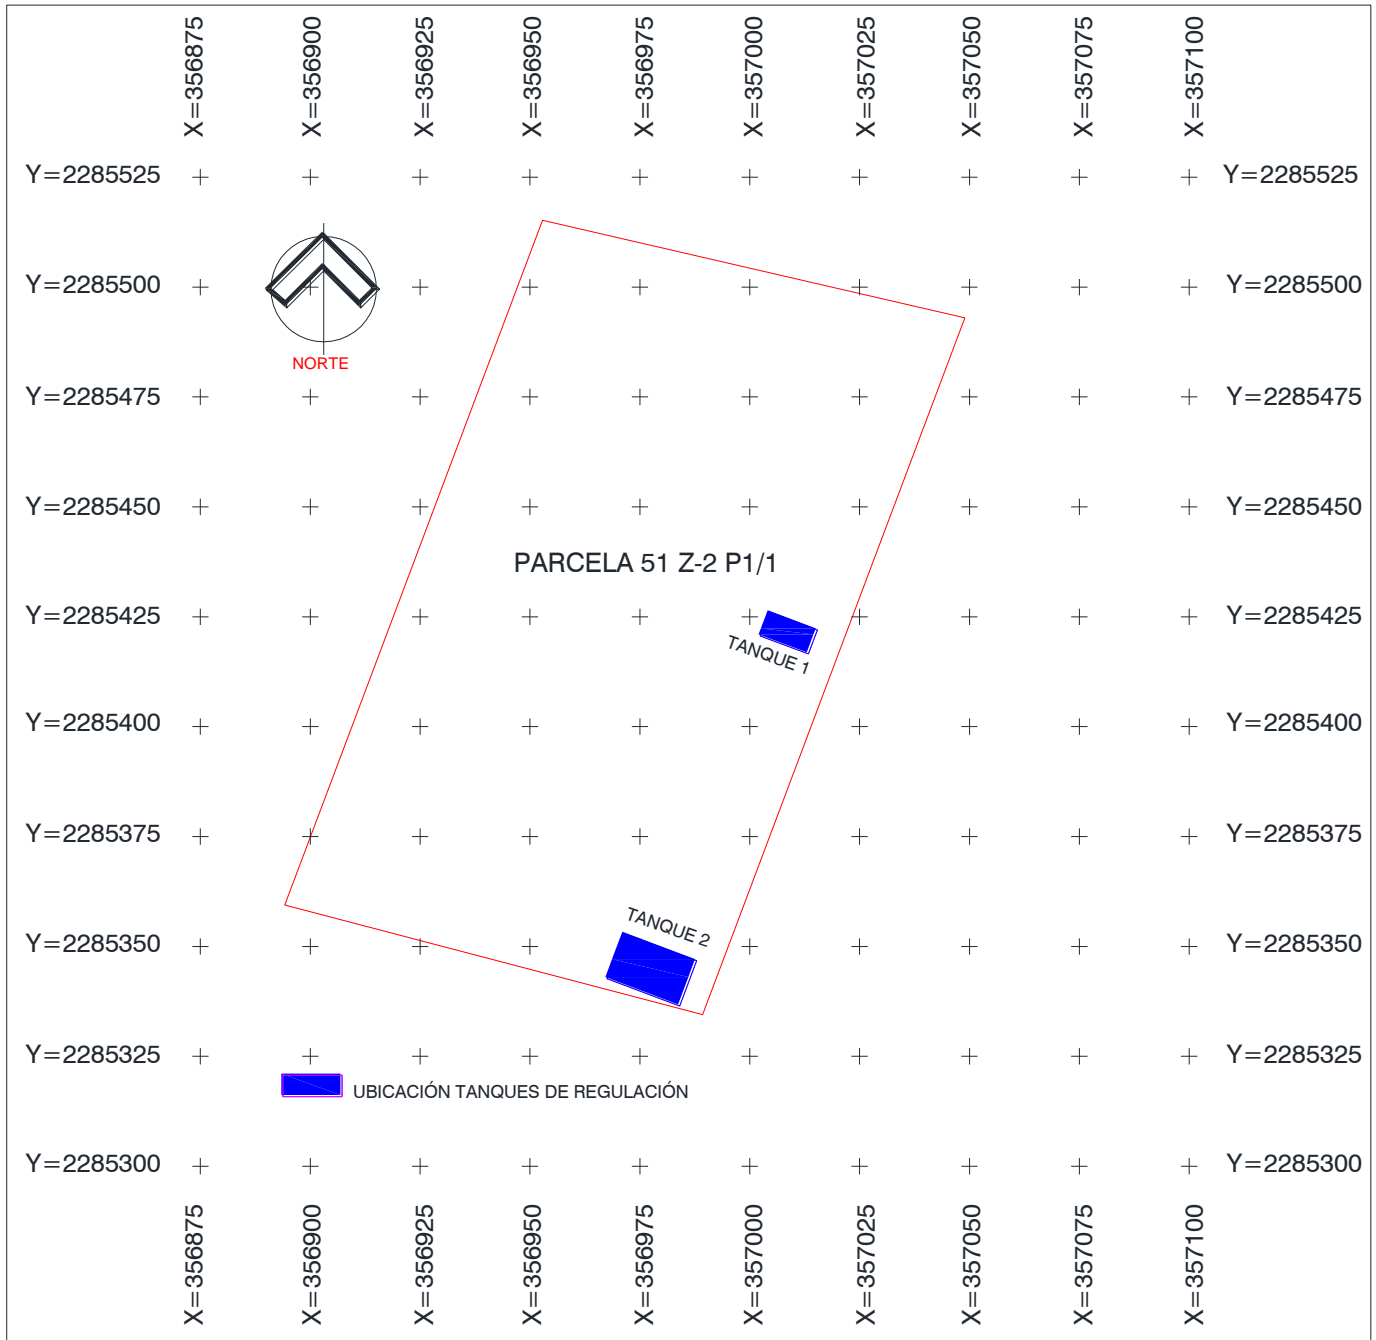 X=356875
X=356900
X=356925
X=356950
X=356975
X=357000
X=357025
X=357050
X=357075
X=357100
Y=2285525
Y=2285525
Y=2285500
Y=2285500
NORTE
Y=2285475
Y=2285475
Y=2285450
Y=2285450
PARCELA 51 Z-2 P1/1
Y=2285425
Y=2285425
TANQUE 1
Y=2285400
Y=2285400
Y=2285375
Y=2285375
TANQUE 2
Y=2285350
Y=2285350
Y=2285325
Y=2285325
UBICACIÓN TANQUES DE REGULACIÓN
Y=2285300
Y=2285300
X=356875
X=356900
X=356925
X=356950
X=356975
X=357000
X=357025
X=357050
X=357075
X=357100